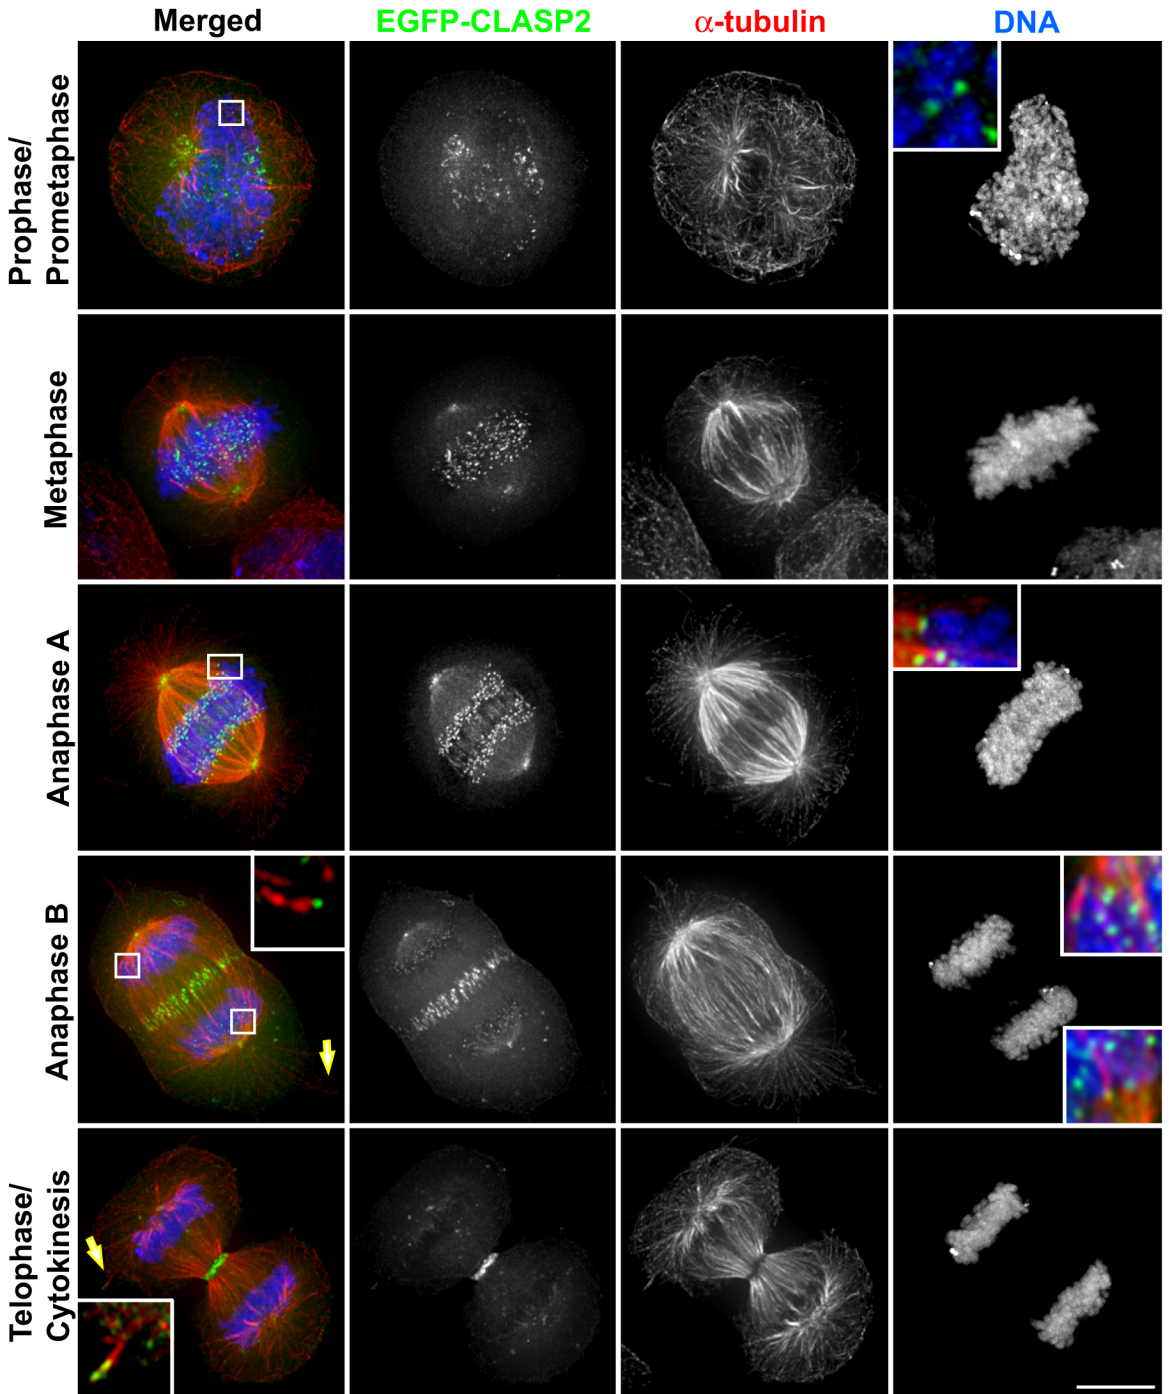 Merged
EGFP-CLASP2
α-tubulin
DNA
Prophase/
Prometaphase
Metaphase
Anaphase A
Anaphase B
Telophase/
Cytokinesis